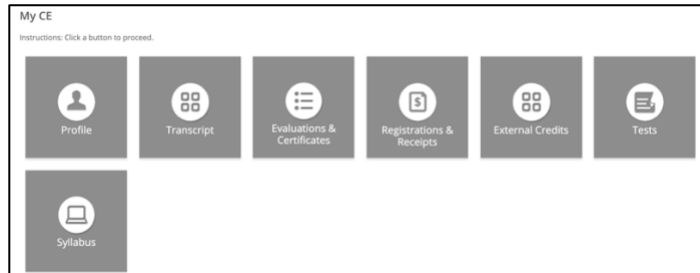 My CE
Instructions: Click a button to proceed.
Profile
Transcript
Evaluations &
Certificates
$
Registrations &
Receipts
External Credits
Tests
Syllabus